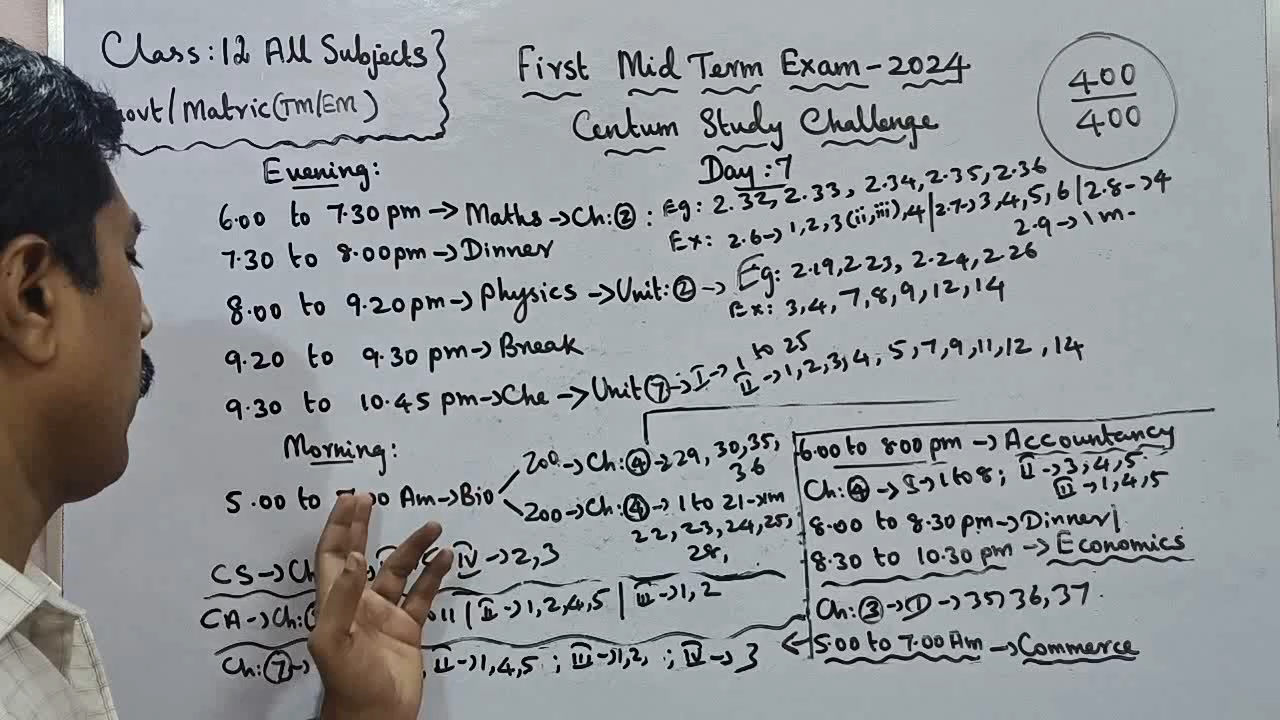 Class: 12 All Subjects
ovt/Matric(TM/EM)
First Mid Term Exam-2024
Centum Study Challenge
400
400
Day: 7
Evening:
6.00 to 7.30 pm → Maths → Ch: ② : Eg: 2.32, 2.33, 2.34, 2.35, 2.36
Ex: 2.6→1,2,3(ii,iii),4|2.7→3,4,5,6|2.8→4
2.9→1m.
7.30 to 8.00pm→Dinner
8.00 to 9.20pm→Physics →Unit: ② → Eg: 2.19,2.23, 2.24,2.26
Ex: 3,4, 7,8,9,12,14
9.20 to 9.30 pm→Break
9.30 to 10.45 pm→Che →Unit ⑦→ I→1 to 25
II→1,2,3,4,5,7,9,11,12,14
Morning:
5.00 to 7.00 Am→Bio
200→Ch: ④→29, 30,35,
36
200→Ch: ④→1 to 21-
22, 23, 24, 25,
28,
CS→Ch IV→2,3
CA→Ch: 11|II→1,2,4,5|III→1,2
Ch: ⑦→ , II→1,4,5 ; III→1,2, ; IV→3
6.00 to 8.00 pm →Accountancy
Ch: ④→I→1 to 8; II→3,4,5.
III→1,4,5
8.00 to 8.30 pm→Dinner|
8.30 to 10.30 pm →Economics
Ch: ③→ →35,36,37.
←5.00 to 7.00 Am →Commerce